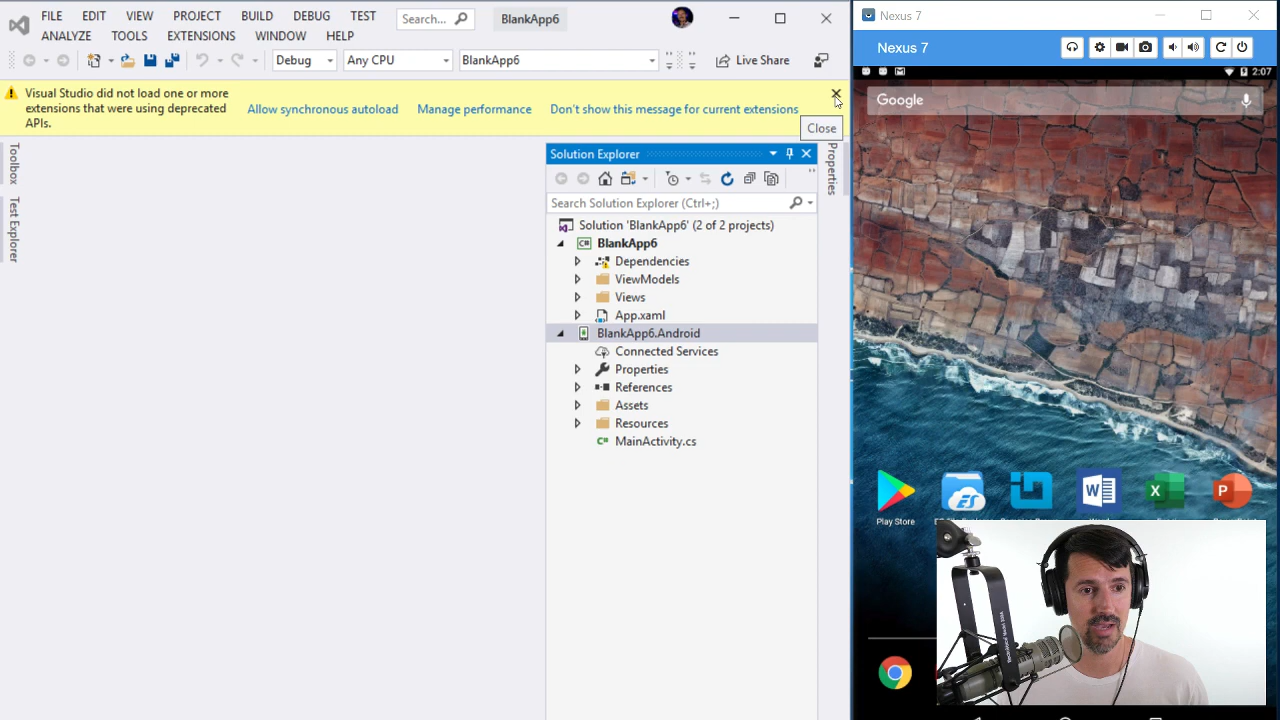 FILE EDIT VIEW PROJECT BUILD DEBUG TEST
ANALYZE TOOLS EXTENSIONS WINDOW HELP
Search...
BlankApp6
Debug Any CPU BlankApp6 Live Share
Visual Studio did not load one or more
extensions that were using deprecated
APIs.
Allow synchronous autoload Manage performance Don't show this message for current extensions
Close
Toolbox
Test Explorer
Solution Explorer
Properties
Search Solution Explorer (Ctrl+;)
Solution 'BlankApp6' (2 of 2 projects)
C# BlankApp6
Dependencies
ViewModels
Views
App.xaml
BlankApp6.Android
Connected Services
Properties
References
Assets
Resources
C# MainActivity.cs
Nexus 7
Nexus 7
2:07
Google
ES
W
X
P
Play Store